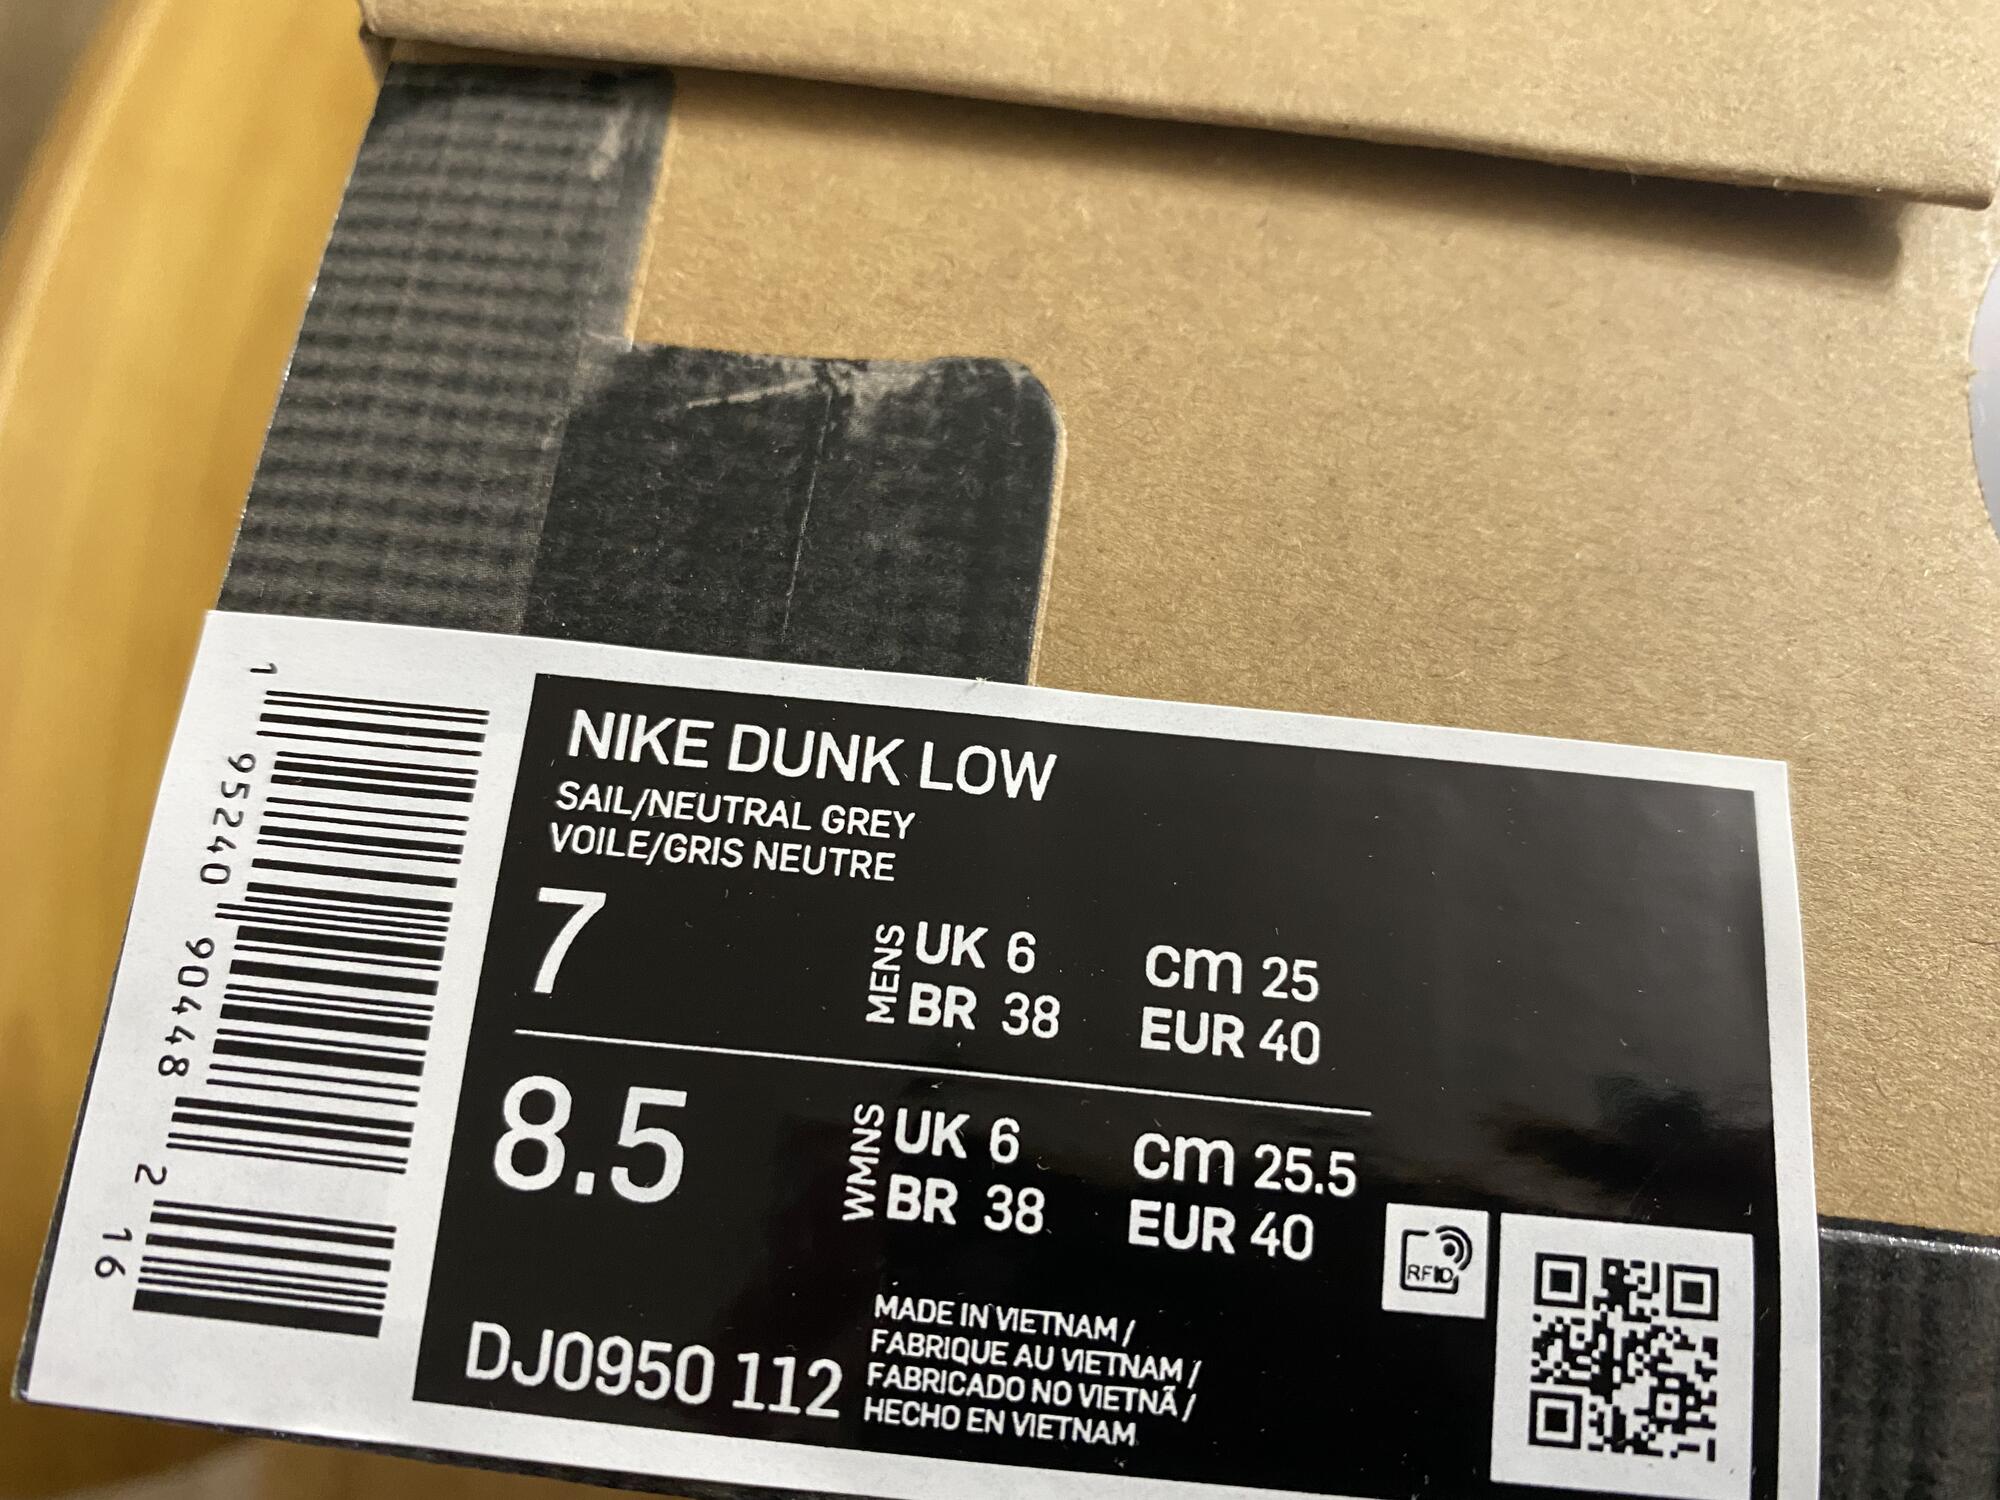 NIKE DUNK LOW
SAIL/NEUTRAL GREY
VOILE/GRIS NEUTRE
7
MENS
UK 6
cm 25
BR 38
EUR 40
8.5
WMNS
UK 6
cm 25.5
BR 38
EUR 40
RFID
DJ0950 112
MADE IN VIETNAM /
FABRIQUE AU VIETNAM /
FABRICADO NO VIETNÃ /
HECHO EN VIETNAM
1 95240 90448 2 16